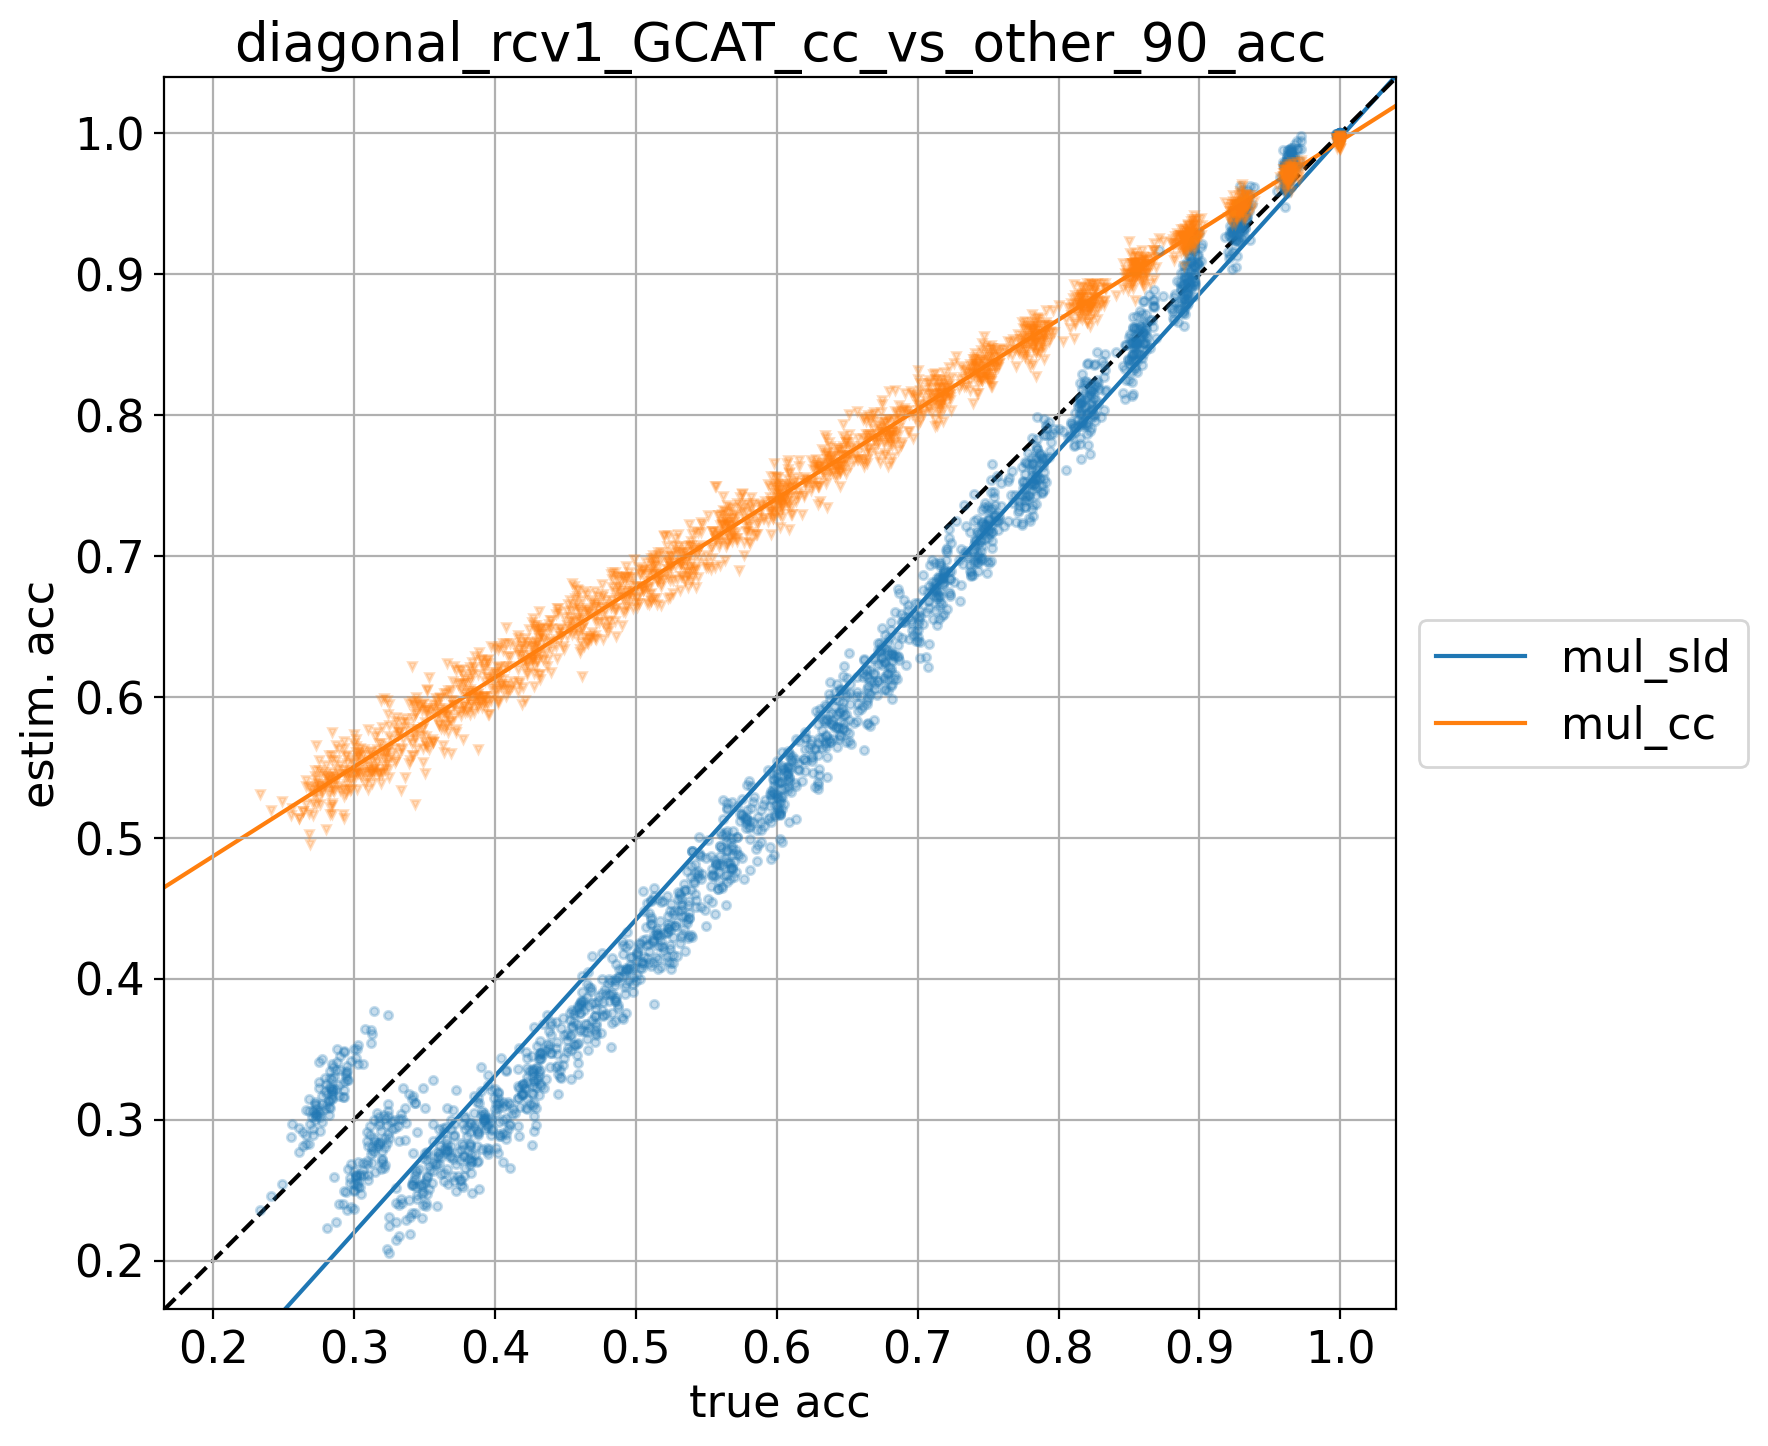 diagonal_rcv1_GCAT_cc_vs_other_90_acc
1.0
0.9
0.8
0.7
0.6
0.5
0.4
0.3
0.2
estim. acc
0.2 0.3 0.4 0.5 0.6 0.7 0.8 0.9 1.0
true acc
mul_sld
mul_cc